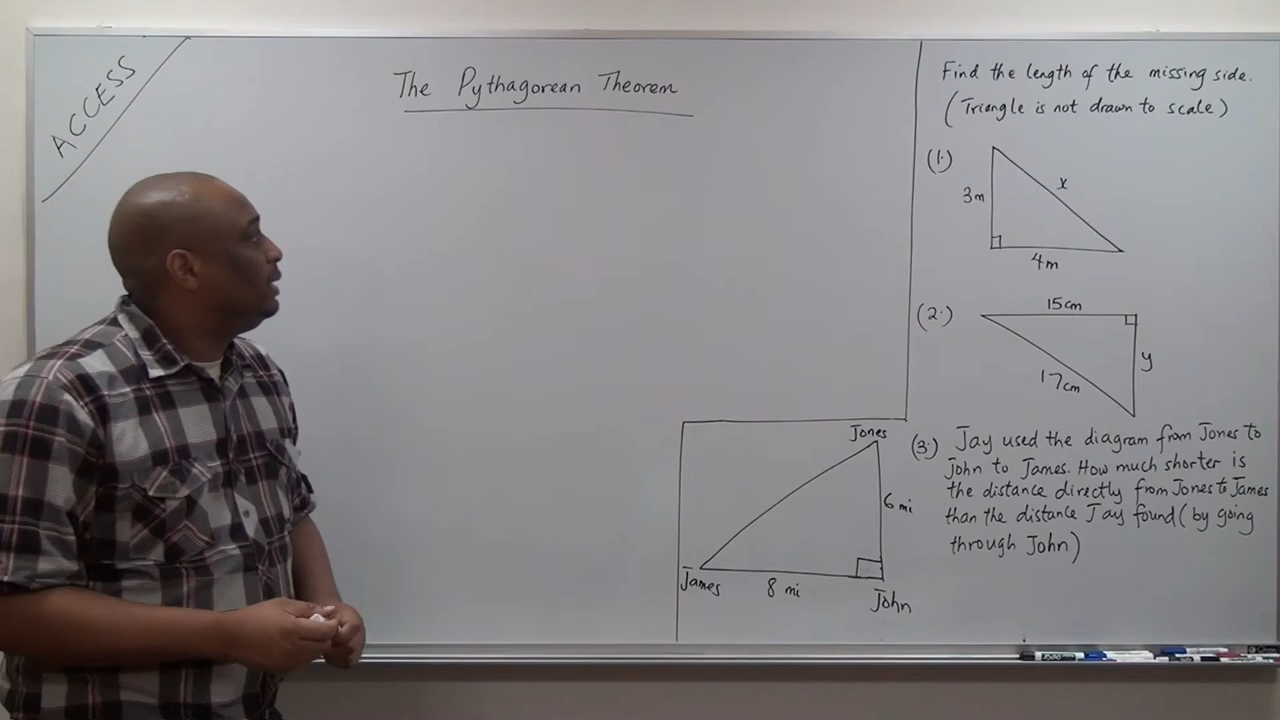 ACCESS
The Pythagorean Theorem
Find the length of the missing side.
(Triangle is not drawn to scale)
(1.)
3m
x
4m
(2.)
15cm
17cm
y
(3.) Jay used the diagram from Jones to
John to James. How much shorter is
the distance directly from Jones to James
than the distance Jay found (by going
through John)
Jones
6 mi
James
8 mi
John